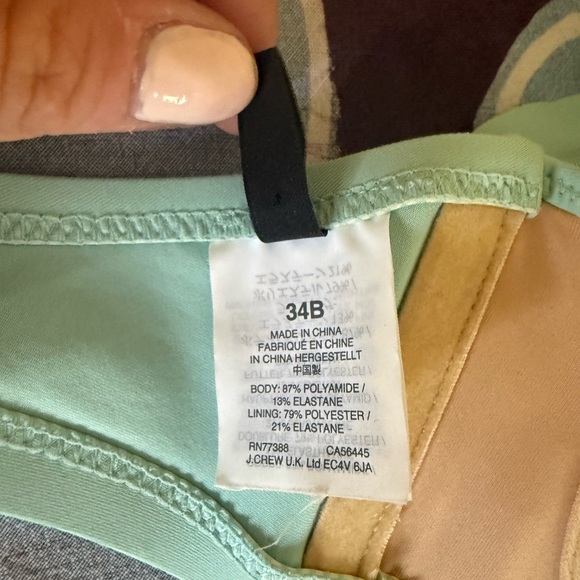 34B
MADE IN CHINA
FABRIQUÉ EN CHINE
IN CHINA HERGESTELLT
中国製
BODY: 87% POLYAMIDE /
13% ELASTANE
LINING: 79% POLYESTER /
21% ELASTANE
RN77388 CA56445
J.CREW U.K. Ltd EC4V 6JA